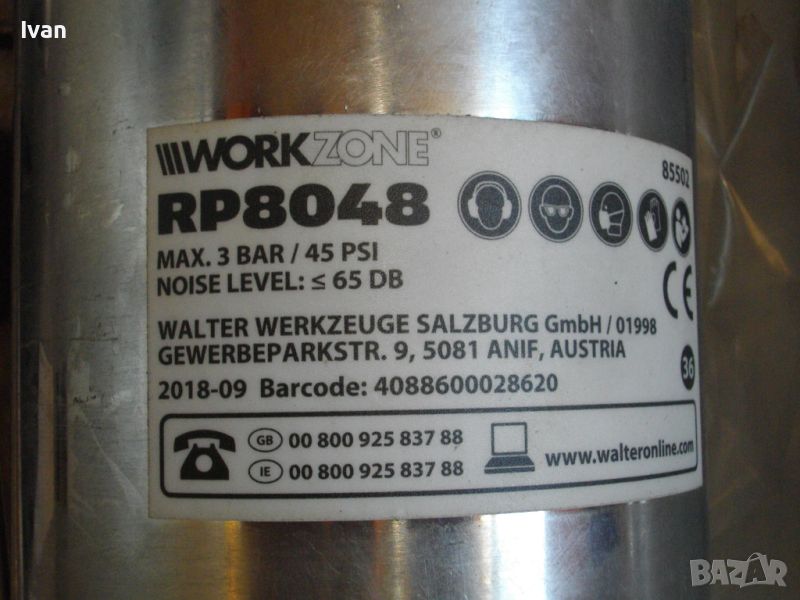 Ivan
WORKZONE®
85502
RP8048
MAX. 3 BAR / 45 PSI
NOISE LEVEL: ≤ 65 DB
CE
WALTER WERKZEUGE SALZBURG GmbH / 01998
GEWERBEPARKSTR. 9, 5081 ANIF, AUSTRIA
36
2018-09 Barcode: 4088600028620
GB 00 800 925 837 88
IE 00 800 925 837 88
www.walteronline.com
BAZAR